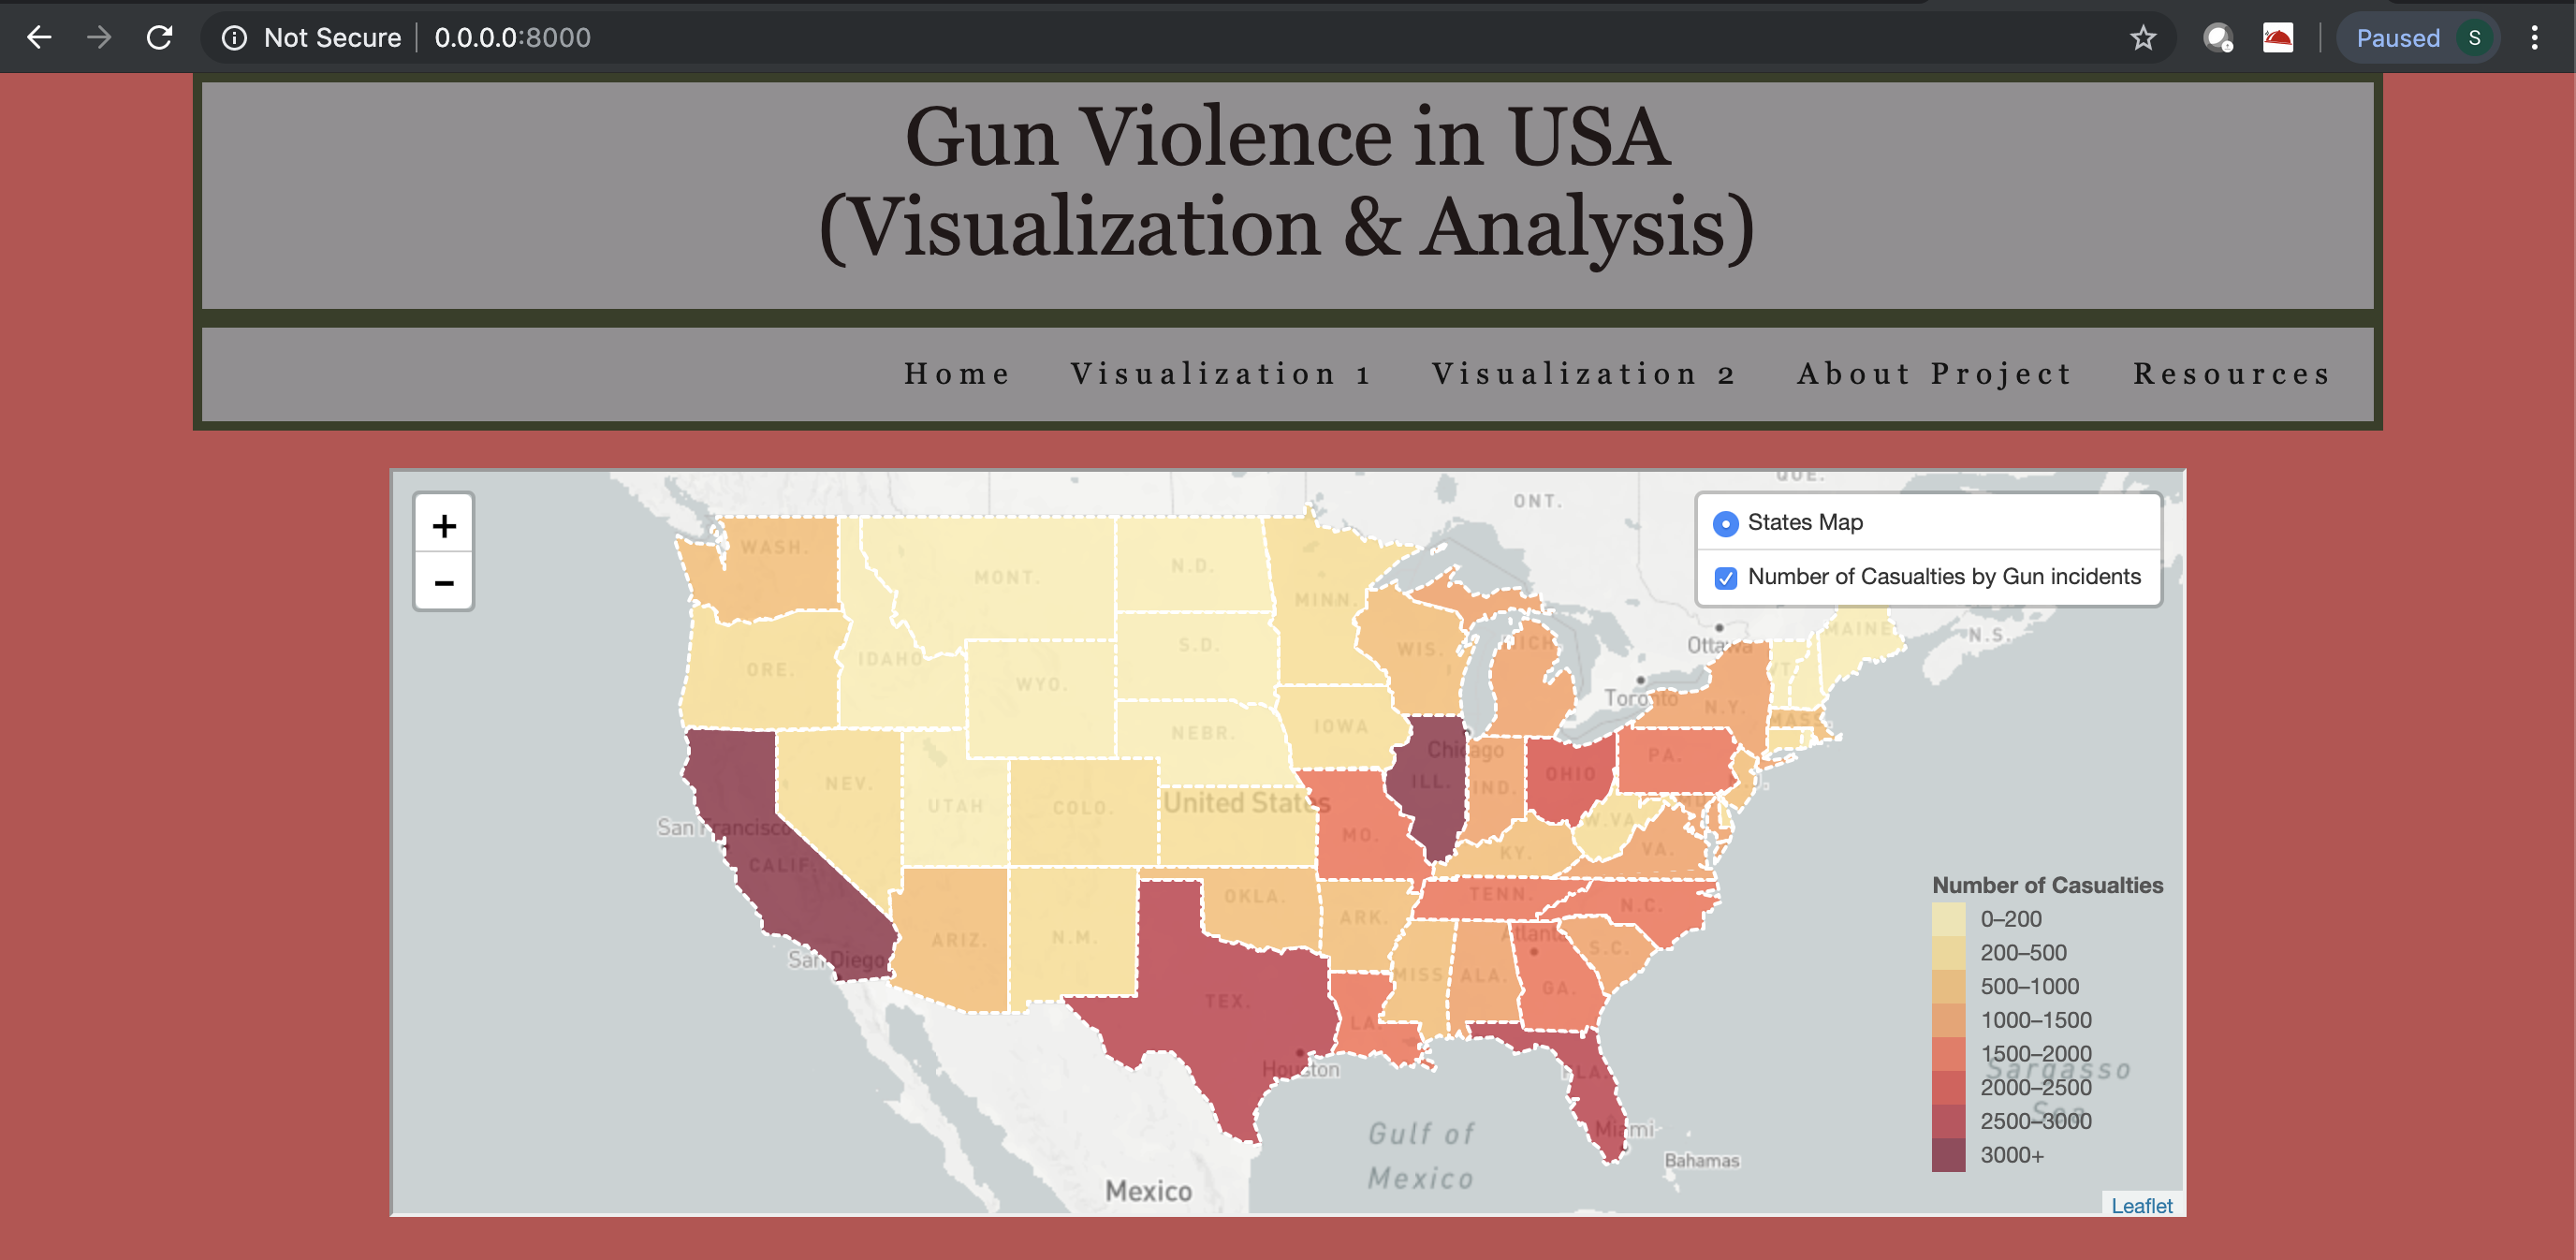 Not Secure 0.0.0.0:8000
Paused S
Gun Violence in USA
(Visualization & Analysis)
Home Visualization 1 Visualization 2 About Project Resources
+
−
States Map
Number of Casualties by Gun incidents
QUE.
ONT.
WASH.
MONT.
N.D.
MINN.
Ottawa
MAINE
N.S.
ORE.
IDAHO
S.D.
WIS.
MICH.
VT.
WYO.
Toronto
N.Y.
MASS.
NEBR.
IOWA
Chicago
PA.
NEV.
UTAH
COLO.
United States
ILL.
IND.
OHIO
MD.
San Francisco
MO.
W.VA.
CALIF.
KY.
VA.
OKLA.
TENN.
N.C.
ARK.
ARIZ.
N.M.
Atlanta
S.C.
San Diego
MISS.
ALA.
GA.
TEX.
LA.
Houston
FLA.
Miami
Gulf of
Mexico
Bahamas
Mexico
Sargasso
Sea
Number of Casualties
0–200
200–500
500–1000
1000–1500
1500–2000
2000–2500
2500–3000
3000+
Leaflet